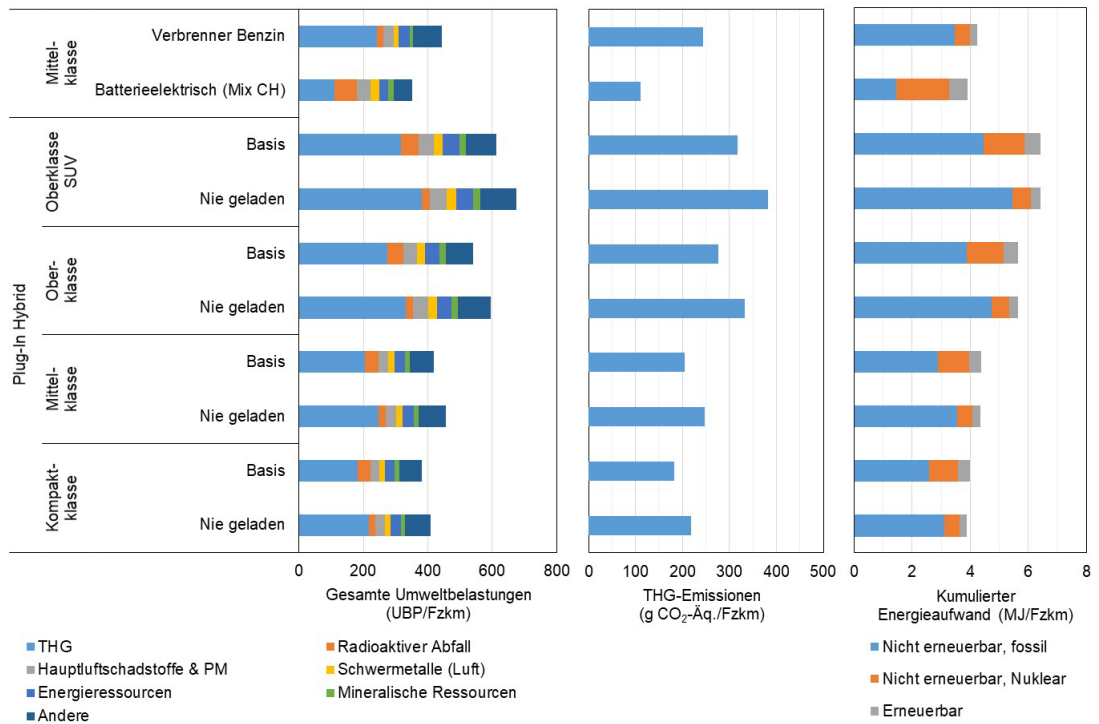 Mittel-
klasse
Verbrenner Benzin
Batterieelektrisch (Mix CH)
Plug-In Hybrid
Oberklasse
SUV
Basis
Nie geladen
Ober-
klasse
Basis
Nie geladen
Mittel-
klasse
Basis
Nie geladen
Kompakt-
klasse
Basis
Nie geladen
0 200 400 600 800
Gesamte Umweltbelastungen
(UBP/Fzkm)
0 100 200 300 400 500
THG-Emissionen
(g CO₂-Äq./Fzkm)
0 2 4 6 8
Kumulierter
Energieaufwand (MJ/Fzkm)
THG
Radioaktiver Abfall
Hauptluftschadstoffe & PM
Schwermetalle (Luft)
Energieressourcen
Mineralische Ressourcen
Andere
Nicht erneuerbar, fossil
Nicht erneuerbar, Nuklear
Erneuerbar